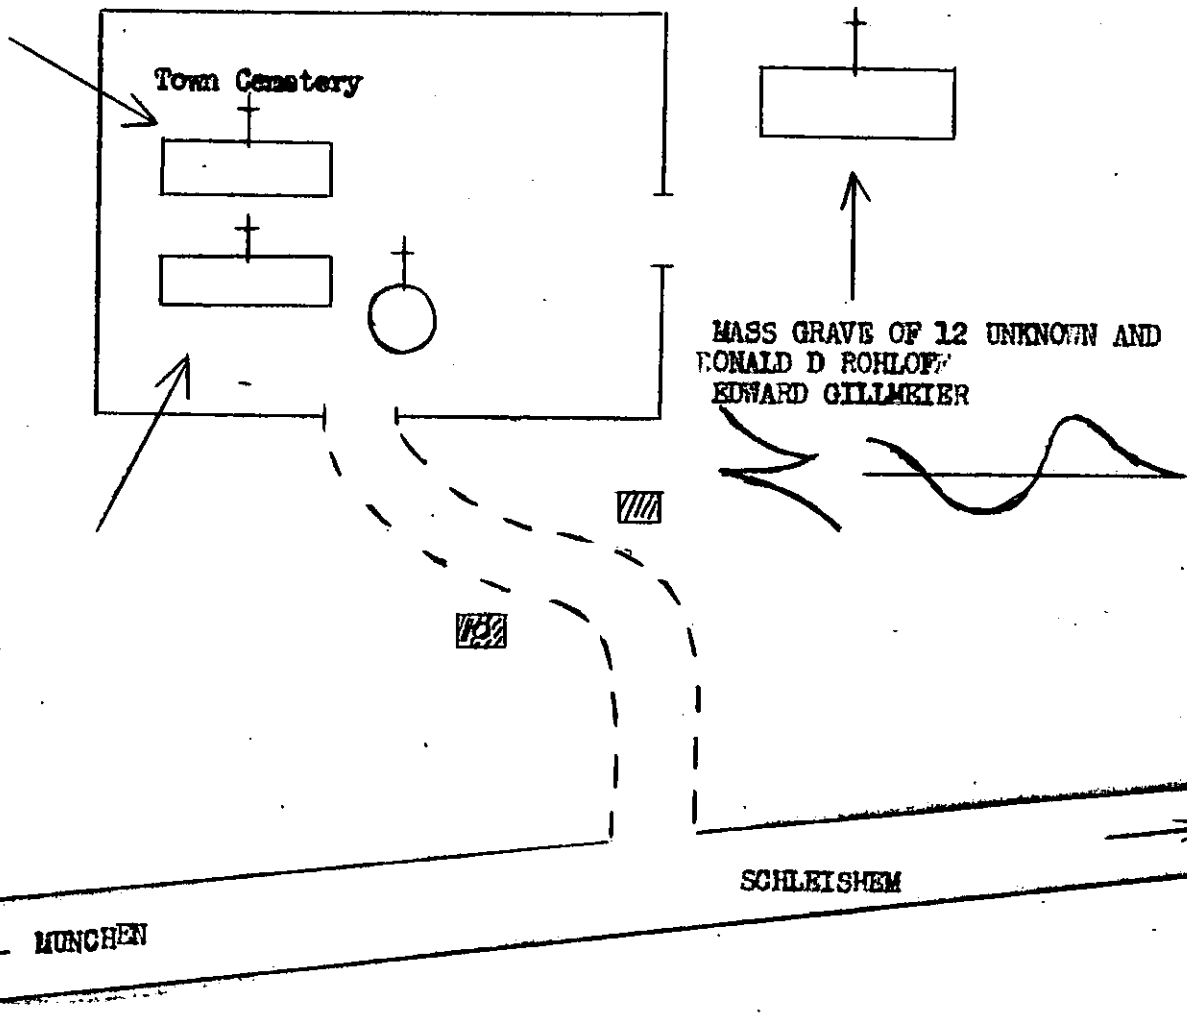 Town Cemetery
MASS GRAVE OF 12 UNKNOWN AND
RONALD D ROHLOFF
EDWARD GILLMEIER
SCHLEISHEM
MUNCHEN